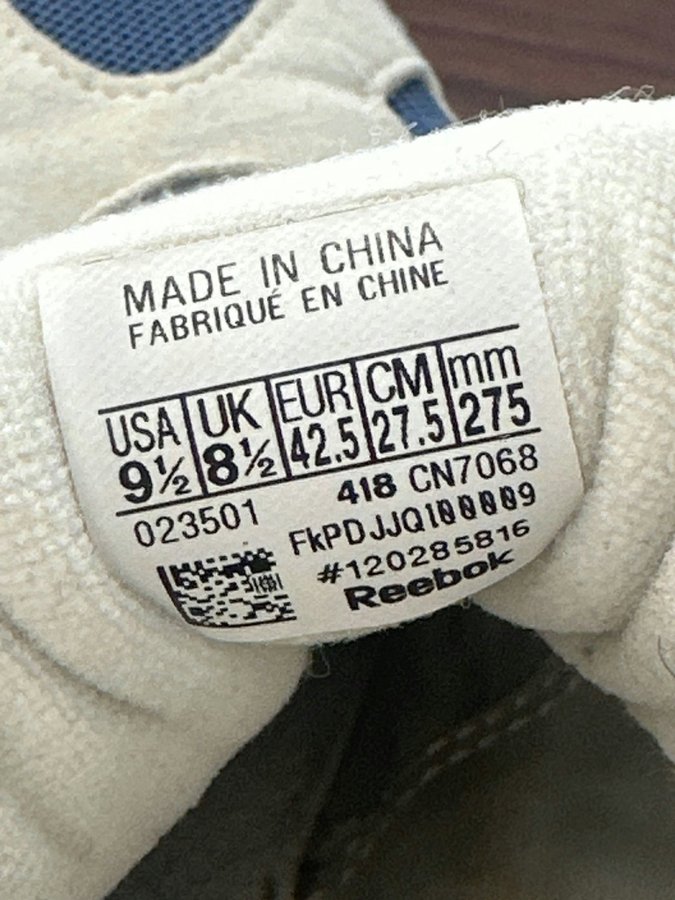 MADE IN CHINA
FABRIQUÉ EN CHINE
USA UK EUR CM mm
9½ 8½ 42.5 27.5 275
023501 418 CN7068
FkPDJJQ100009
#120285816
Reebok